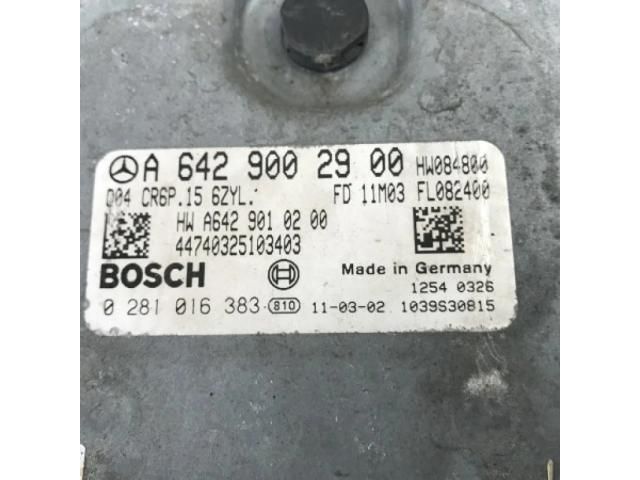 A 642 900 29 00 HW084800
D04 CR6P.15 6ZYL. FD 11M03 FL082400
HW A642 901 02 00
44740325103403
BOSCH Made in Germany
1254 0326
0 281 016 383 810 11-03-02 1039S30815